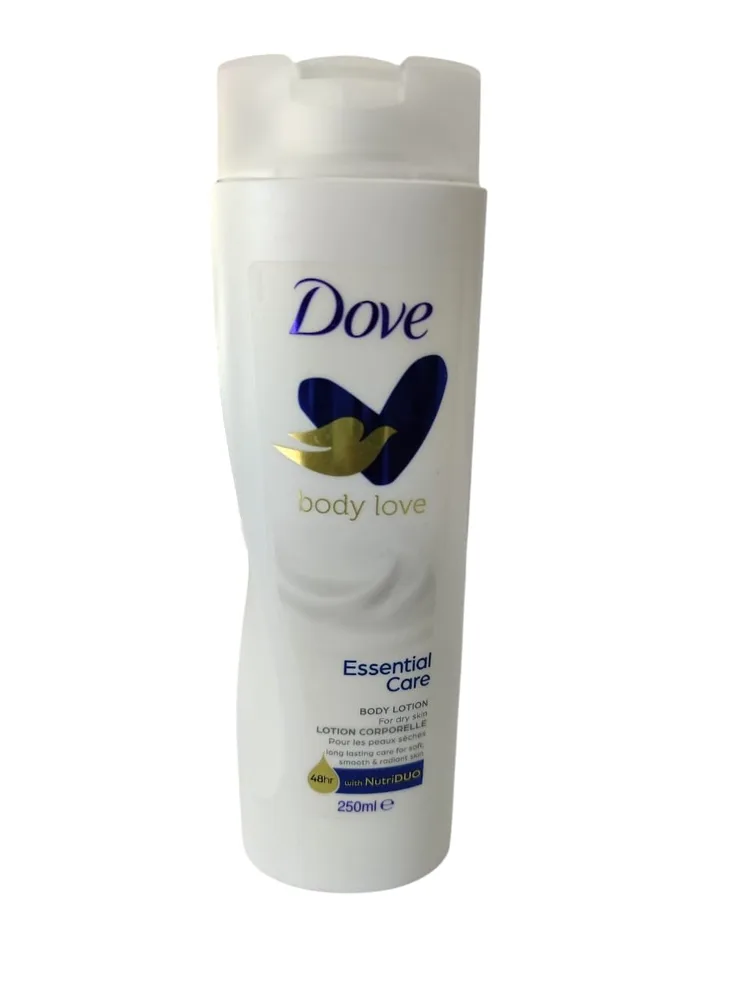 Dove
body love
Essential
Care
BODY LOTION
For dry skin
LOTION CORPORELLE
Pour les peaux sèches
long lasting care for soft,
smooth & radiant skin
48hr with NutriDUO
250ml ℮